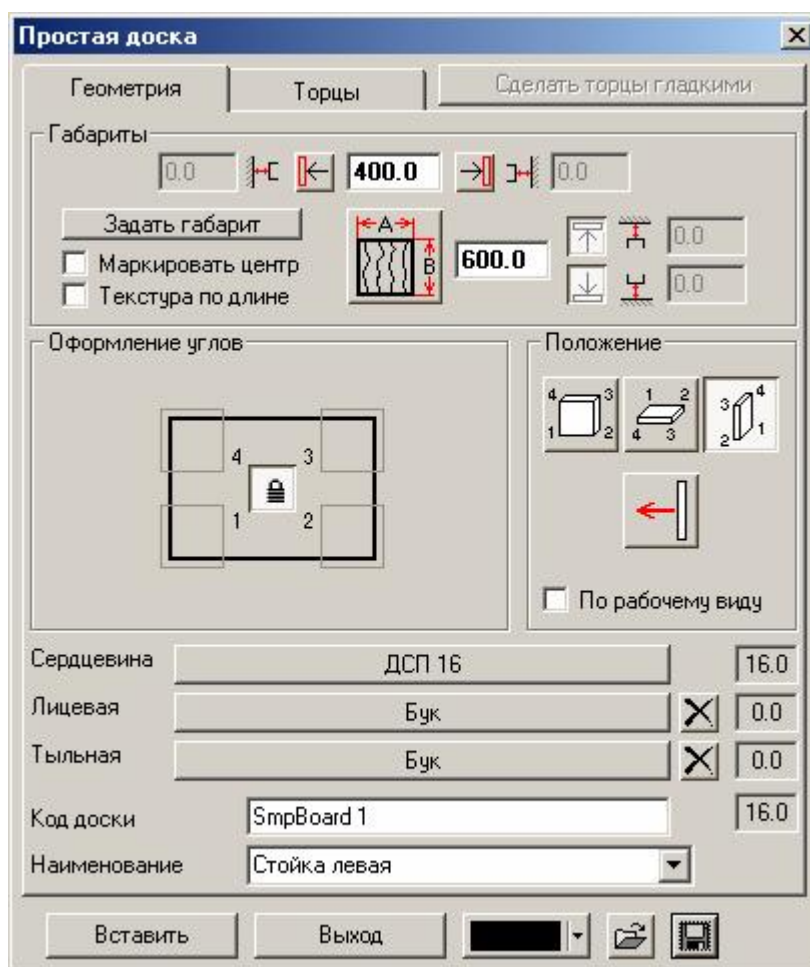 Простая доска
Геометрия Торцы Сделать торцы гладкими
Габариты
0.0 400.0 0.0
Задать габарит
A
B
600.0
0.0
Маркировать центр
Текстура по длине
0.0
Оформление углов
4 3
1 2
Положение
4 3 1 2
1 2 4 3
3 4
2 1
По рабочему виду
Сердцевина ДСП 16 16.0
Лицевая Бук 0.0
Тыльная Бук 0.0
Код доски SmpBoard 1 16.0
Наименование Стойка левая
Вставить Выход